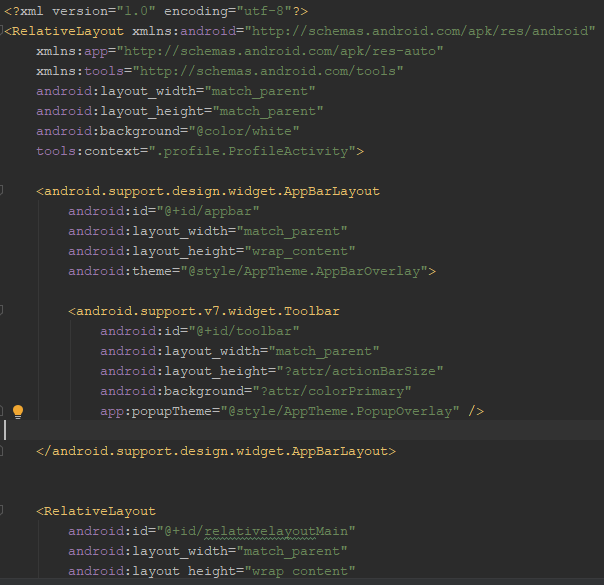 <?xml version="1.0" encoding="utf-8"?>
<RelativeLayout xmlns:android="http://schemas.android.com/apk/res/android"
    xmlns:app="http://schemas.android.com/apk/res-auto"
    xmlns:tools="http://schemas.android.com/tools"
    android:layout_width="match_parent"
    android:layout_height="match_parent"
    android:background="@color/white"
    tools:context=".profile.ProfileActivity">

    <android.support.design.widget.AppBarLayout
        android:id="@+id/appbar"
        android:layout_width="match_parent"
        android:layout_height="wrap_content"
        android:theme="@style/AppTheme.AppBarOverlay">

        <android.support.v7.widget.Toolbar
            android:id="@+id/toolbar"
            android:layout_width="match_parent"
            android:layout_height="?attr/actionBarSize"
            android:background="?attr/colorPrimary"
            app:popupTheme="@style/AppTheme.PopupOverlay" />

    </android.support.design.widget.AppBarLayout>


    <RelativeLayout
        android:id="@+id/relativelayoutMain"
        android:layout_width="match_parent"
        android:layout_height="wrap_content"